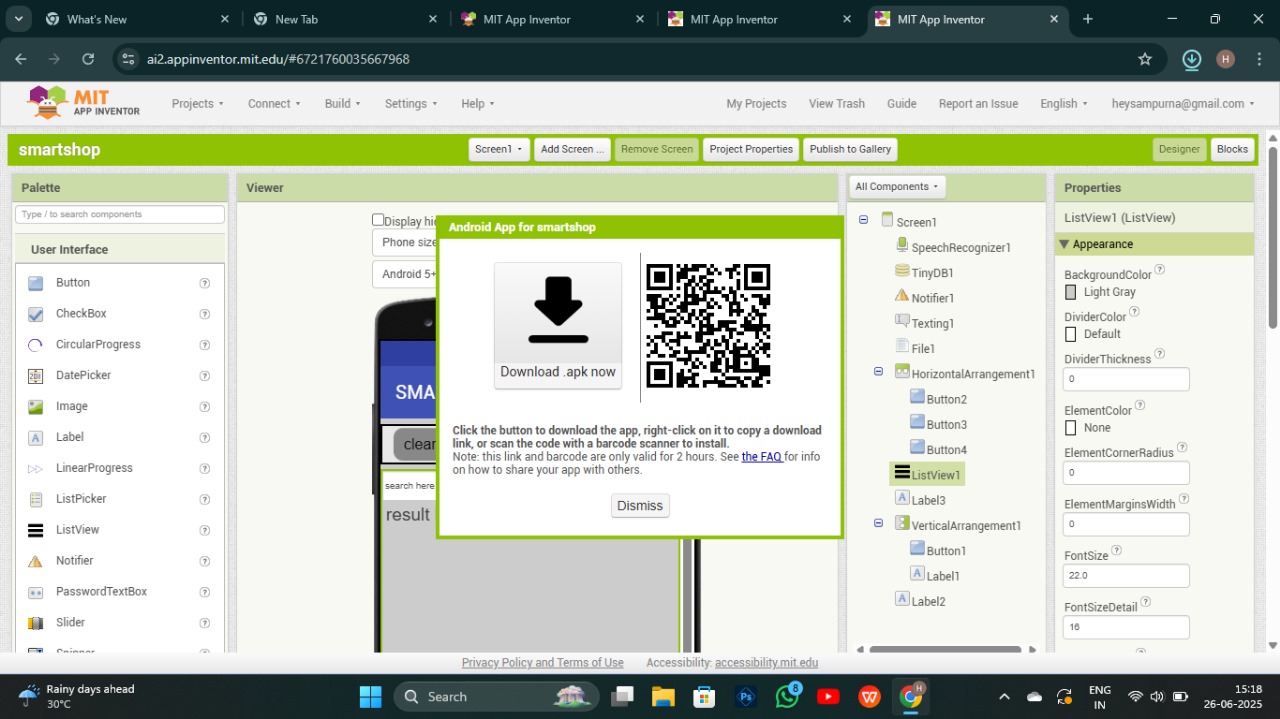 What's New
New Tab
MIT App Inventor
MIT App Inventor
MIT App Inventor
ai2.appinventor.mit.edu/#6721760035667968
H
MIT
APP INVENTOR
Projects
Connect
Build
Settings
Help
My Projects
View Trash
Guide
Report an Issue
English
heysampurna@gmail.com
smartshop
Screen1
Add Screen ...
Remove Screen
Project Properties
Publish to Gallery
Designer
Blocks
Palette
Type / to search components
User Interface
Button
CheckBox
CircularProgress
DatePicker
Image
Label
LinearProgress
ListPicker
ListView
Notifier
PasswordTextBox
Slider
Viewer
Display hi
Phone size
Android 5+
SMA
clear
search here
result
Android App for smartshop
Download .apk now
Click the button to download the app, right-click on it to copy a download
link, or scan the code with a barcode scanner to install.
Note: this link and barcode are only valid for 2 hours. See the FAQ for info
on how to share your app with others.
Dismiss
All Components
Screen1
SpeechRecognizer1
TinyDB1
Notifier1
Texting1
File1
HorizontalArrangement1
Button2
Button3
Button4
ListView1
Label3
VerticalArrangement1
Button1
Label1
Label2
Properties
ListView1 (ListView)
Appearance
BackgroundColor
Light Gray
DividerColor
Default
DividerThickness
0
ElementColor
None
ElementCornerRadius
0
ElementMarginsWidth
0
FontSize
22.0
FontSizeDetail
16
Privacy Policy and Terms of Use
Accessibility: accessibility.mit.edu
Rainy days ahead
30°C
Search
Ps
8
W
H
ENG
IN
15:18
26-06-2025